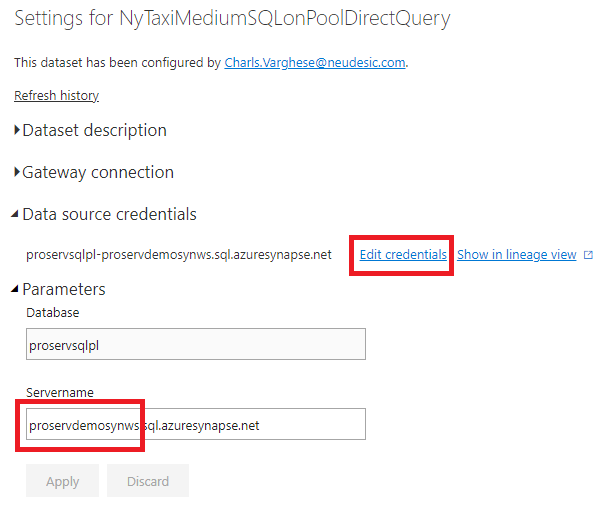 Settings for NyTaxiMediumSQLonPoolDirectQuery
This dataset has been configured by Charls.Varghese@neudesic.com.
Refresh history
Dataset description
Gateway connection
Data source credentials
proservsqlpl-proservdemosynws.sql.azuresynapse.net Edit credentials Show in lineage view
Parameters
Database
proservsqlpl
Servername
proservdemosynws.sql.azuresynapse.net
Apply Discard